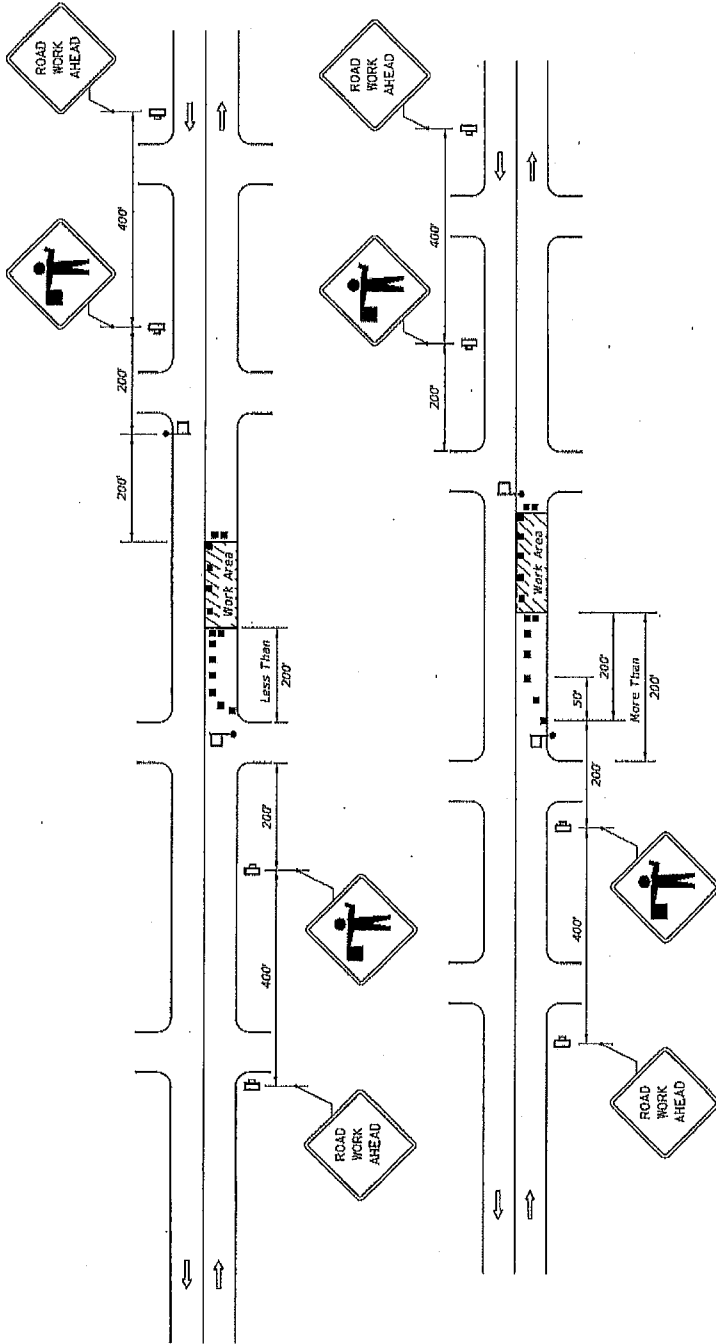 ROAD
WORK
AHEAD
400'
200'
200'
Work Area
Less Than
200'
200'
400'
ROAD
WORK
AHEAD
ROAD
WORK
AHEAD
400'
200'
Work Area
200'
More Than
200'
50'
200'
400'
ROAD
WORK
AHEAD